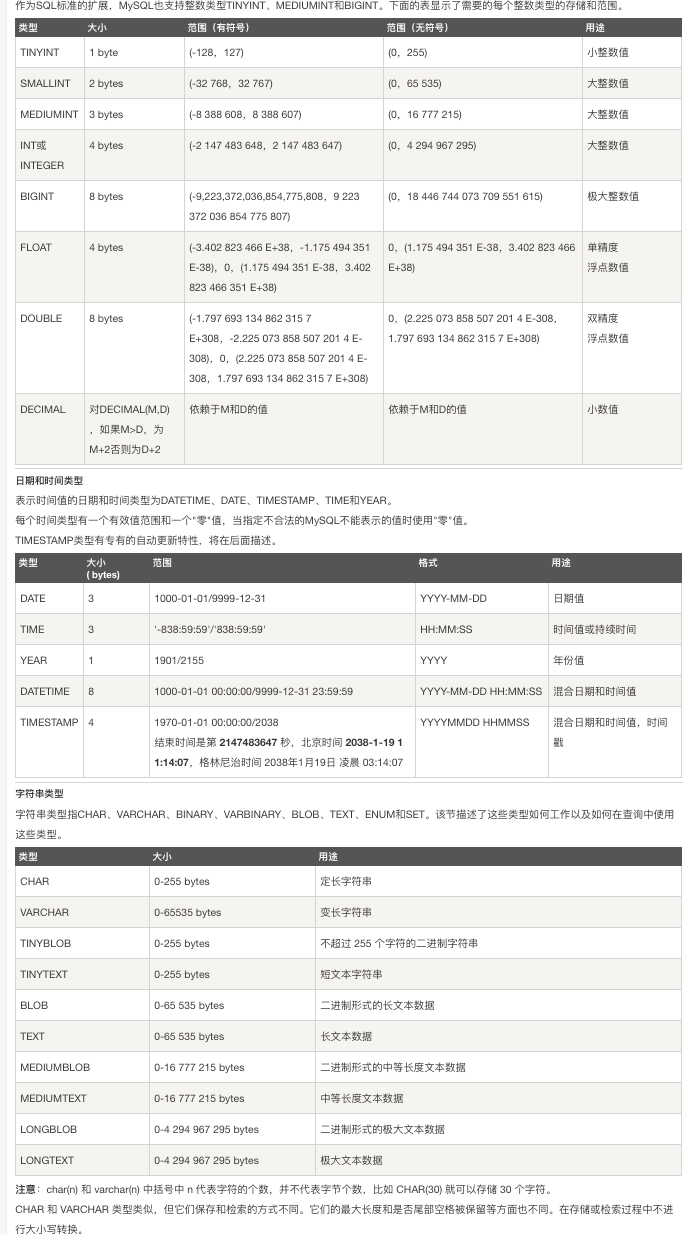 作为SQL标准的扩展，MySQL也支持整数类型TINYINT、MEDIUMINT和BIGINT。下面的表显示了需要的每个整数类型的存储和范围。
类型 大小 范围（有符号） 范围（无符号） 用途
TINYINT 1 byte (-128，127) (0，255) 小整数值
SMALLINT 2 bytes (-32 768，32 767) (0，65 535) 大整数值
MEDIUMINT 3 bytes (-8 388 608，8 388 607) (0，16 777 215) 大整数值
INT或 4 bytes (-2 147 483 648，2 147 483 647) (0，4 294 967 295) 大整数值
INTEGER
BIGINT 8 bytes (-9,223,372,036,854,775,808，9 223 (0，18 446 744 073 709 551 615) 极大整数值
372 036 854 775 807)
FLOAT 4 bytes (-3.402 823 466 E+38，-1.175 494 351 0，(1.175 494 351 E-38，3.402 823 466 单精度
E-38)，0，(1.175 494 351 E-38，3.402 E+38) 浮点数值
823 466 351 E+38)
DOUBLE 8 bytes (-1.797 693 134 862 315 7 0，(2.225 073 858 507 201 4 E-308， 双精度
E+308，-2.225 073 858 507 201 4 E- 1.797 693 134 862 315 7 E+308) 浮点数值
308)，0，(2.225 073 858 507 201 4 E-
308，1.797 693 134 862 315 7 E+308)
DECIMAL 对DECIMAL(M,D) 依赖于M和D的值 依赖于M和D的值 小数值
，如果M>D，为
M+2否则为D+2
日期和时间类型
表示时间值的日期和时间类型为DATETIME、DATE、TIMESTAMP、TIME和YEAR。
每个时间类型有一个有效值范围和一个"零"值，当指定不合法的MySQL不能表示的值时使用"零"值。
TIMESTAMP类型有专有的自动更新特性，将在后面描述。
类型 大小 范围 格式 用途
( bytes)
DATE 3 1000-01-01/9999-12-31 YYYY-MM-DD 日期值
TIME 3 '-838:59:59'/'838:59:59' HH:MM:SS 时间值或持续时间
YEAR 1 1901/2155 YYYY 年份值
DATETIME 8 1000-01-01 00:00:00/9999-12-31 23:59:59 YYYY-MM-DD HH:MM:SS 混合日期和时间值
TIMESTAMP 4 1970-01-01 00:00:00/2038 YYYYMMDD HHMMSS 混合日期和时间值，时间
结束时间是第 2147483647 秒，北京时间 2038-1-19 1 戳
1:14:07，格林尼治时间 2038年1月19日 凌晨 03:14:07
字符串类型
字符串类型指CHAR、VARCHAR、BINARY、VARBINARY、BLOB、TEXT、ENUM和SET。该节描述了这些类型如何工作以及如何在查询中使用
这些类型。
类型 大小 用途
CHAR 0-255 bytes 定长字符串
VARCHAR 0-65535 bytes 变长字符串
TINYBLOB 0-255 bytes 不超过 255 个字符的二进制字符串
TINYTEXT 0-255 bytes 短文本字符串
BLOB 0-65 535 bytes 二进制形式的长文本数据
TEXT 0-65 535 bytes 长文本数据
MEDIUMBLOB 0-16 777 215 bytes 二进制形式的中等长度文本数据
MEDIUMTEXT 0-16 777 215 bytes 中等长度文本数据
LONGBLOB 0-4 294 967 295 bytes 二进制形式的极大文本数据
LONGTEXT 0-4 294 967 295 bytes 极大文本数据
注意：char(n) 和 varchar(n) 中括号中 n 代表字符的个数，并不代表字节个数，比如 CHAR(30) 就可以存储 30 个字符。
CHAR 和 VARCHAR 类型类似，但它们保存和检索的方式不同。它们的最大长度和是否尾部空格被保留等方面也不同。在存储或检索过程中不进
行大小写转换。